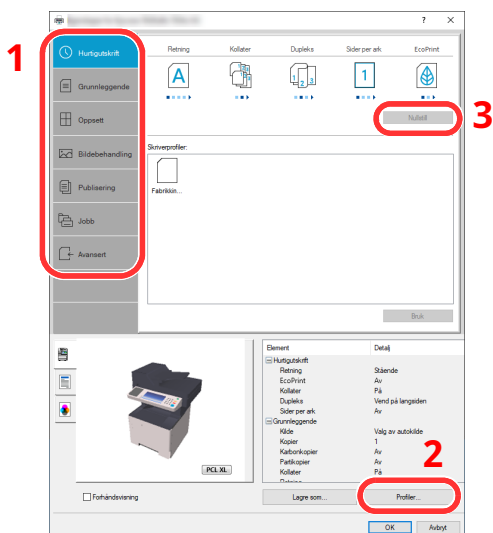 ? ×
1
Hurtigutskrift
Grunnleggende
Oppsett
Bildebehandling
Publisering
Jobb
Avansert
Retning Kollater Dupleks Sider per ark EcoPrint
A 1 2 3 1
Nullstill
3
Skriverprofiler:
Fabrikkin...
Bruk
Element Detalj
Hurtigutskrift
Retning Stående
EcoPrint Av
Kollater På
Dupleks Vend på langsiden
Sider per ark Av
Grunnleggende
Kilde Valg av autokilde
Kopier 1
Karbonkopier Av
Partikopier Av
Kollater På
2
PCL XL
Forhåndsvisning
Lagre som...
Profiler...
OK Avbryt